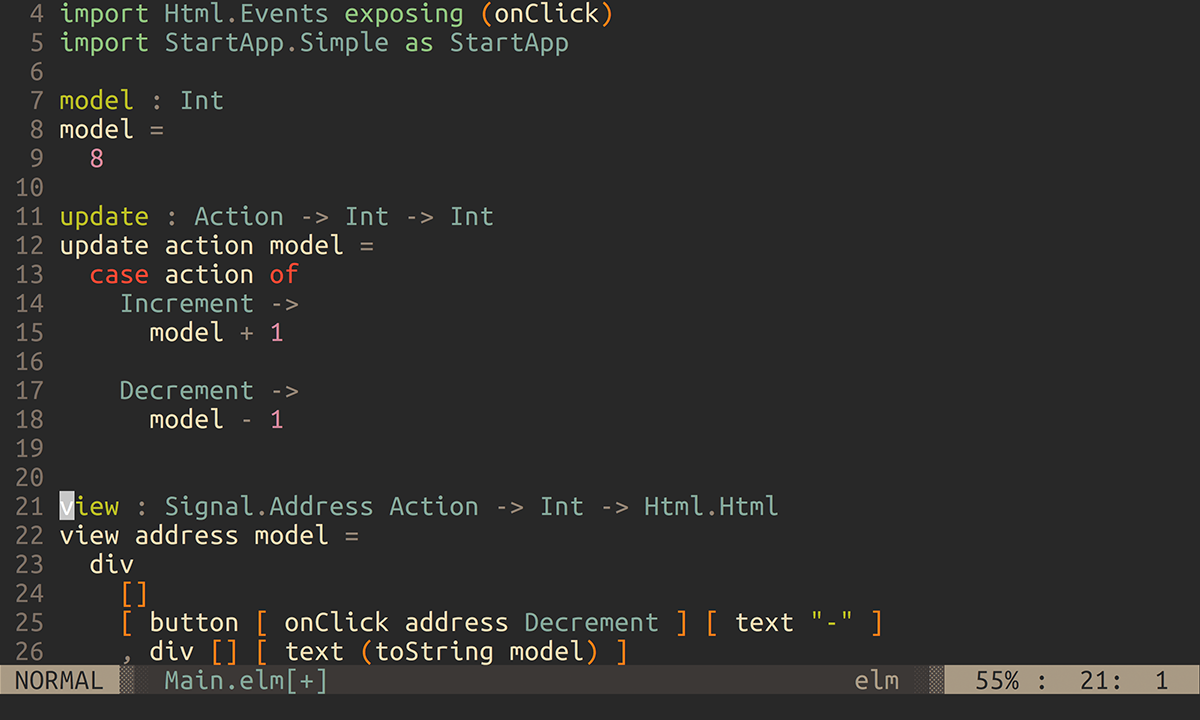 4 import Html.Events exposing (onClick)
5 import StartApp.Simple as StartApp
6
7 model : Int
8 model =
9   8
10
11 update : Action -> Int -> Int
12 update action model =
13   case action of
14     Increment ->
15       model + 1
16
17     Decrement ->
18       model - 1
19
20
21 view : Signal.Address Action -> Int -> Html.Html
22 view address model =
23   div
24     []
25     [ button [ onClick address Decrement ] [ text "-" ]
26     , div [] [ text (toString model) ]
NORMAL Main.elm[+] elm 55% : 21: 1